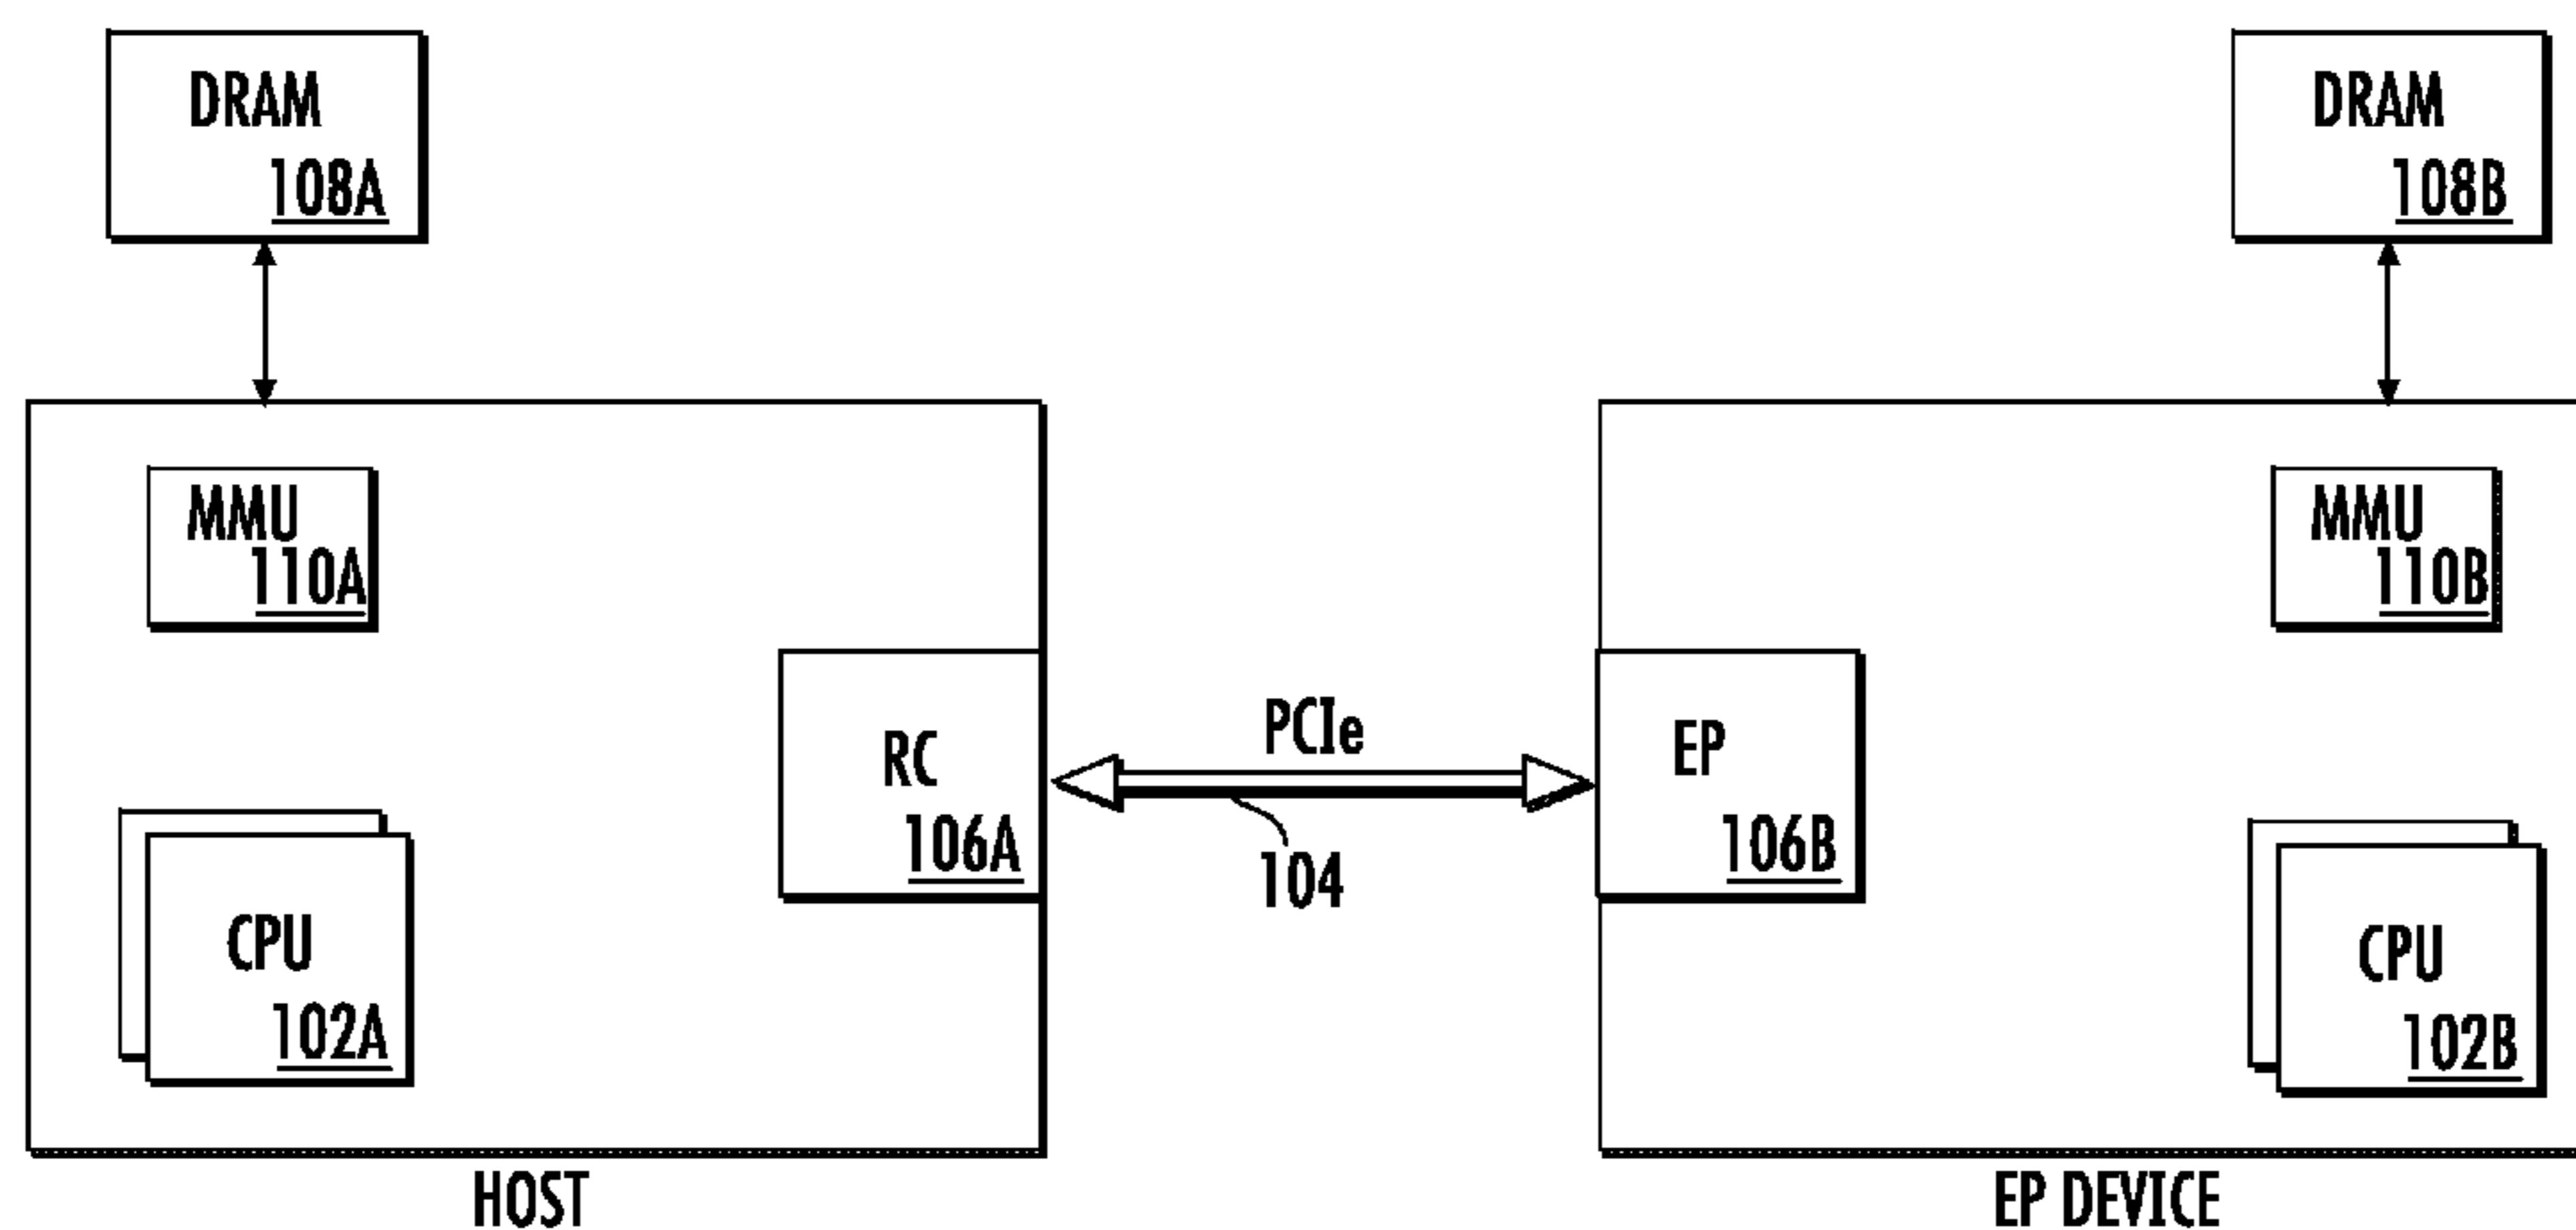 DRAM
108A
DRAM
108B
MMU
110A
MMU
110B
RC
106A
PCIe
104
EP
106B
CPU
102A
CPU
102B
HOST
EP DEVICE